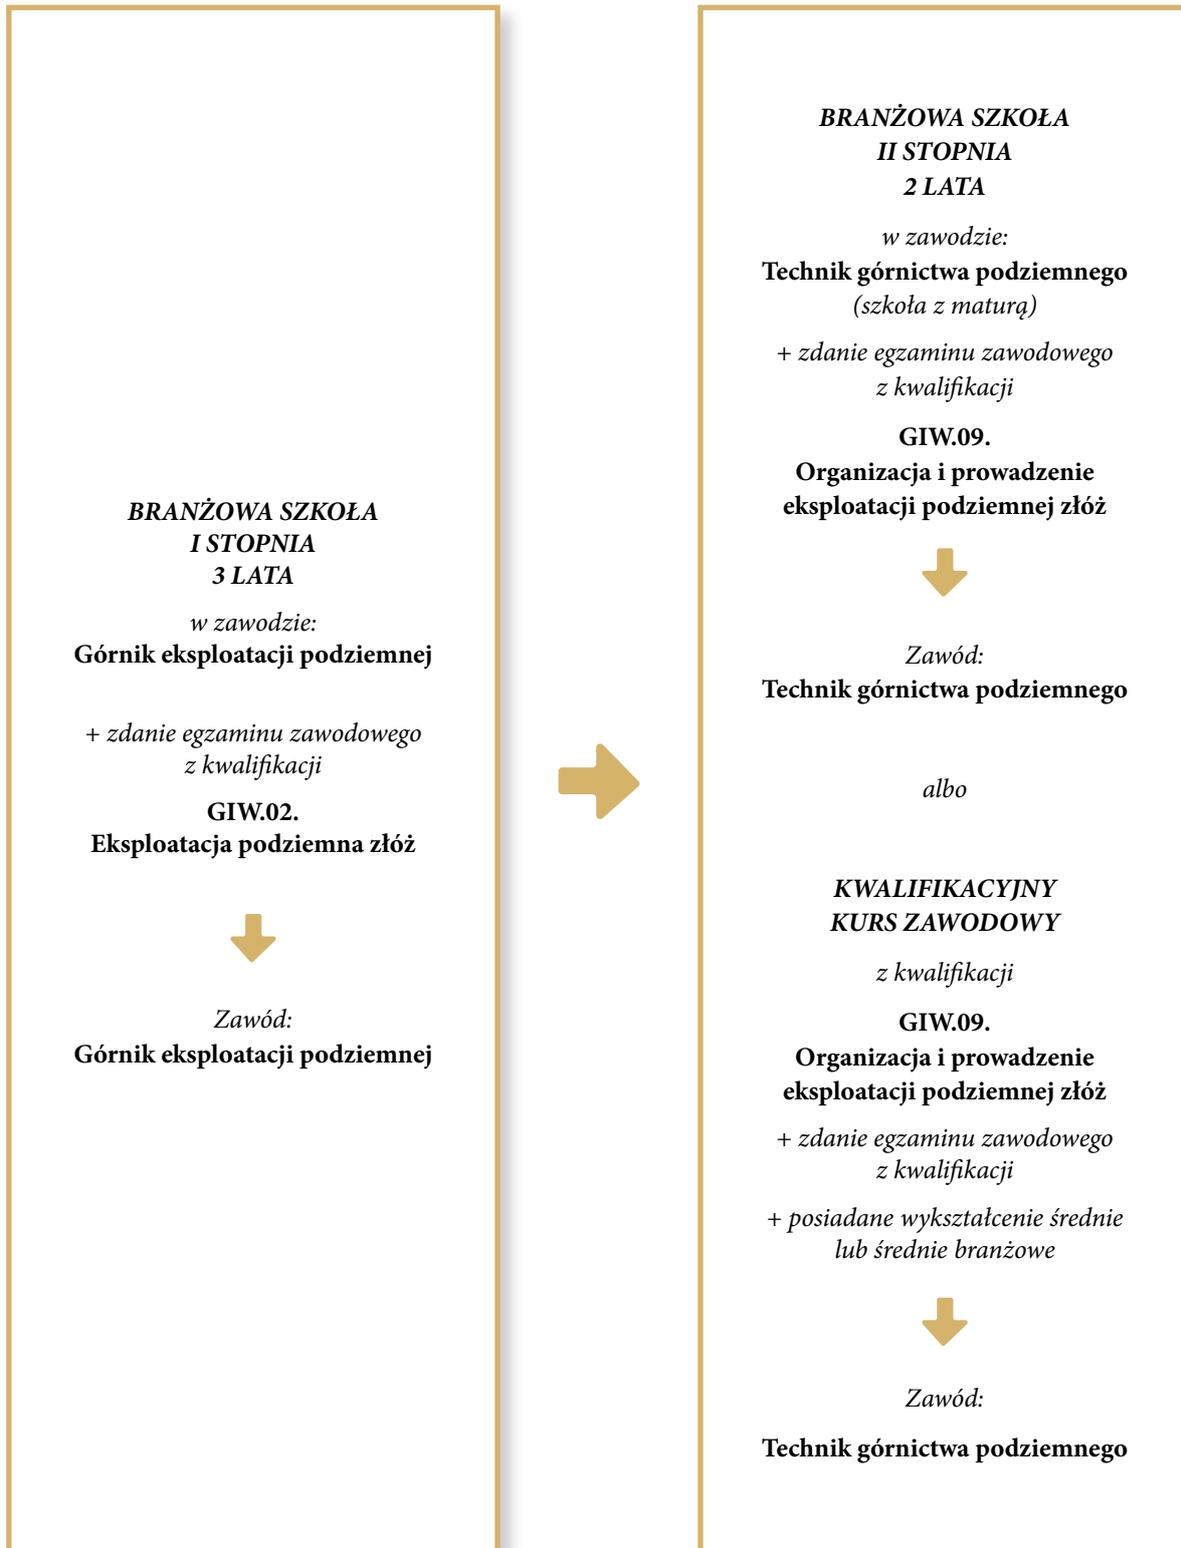 BRANŻOWA SZKOŁA
I STOPNIA
3 LATA
w zawodzie:
Górnik eksploatacji podziemnej
+ zdanie egzaminu zawodowego
z kwalifikacji
GIW.02.
Eksploatacja podziemna złóż
Zawód:
Górnik eksploatacji podziemnej
BRANŻOWA SZKOŁA
II STOPNIA
2 LATA
w zawodzie:
Technik górnictwa podziemnego
(szkoła z maturą)
+ zdanie egzaminu zawodowego
z kwalifikacji
GIW.09.
Organizacja i prowadzenie
eksploatacji podziemnej złóż
Zawód:
Technik górnictwa podziemnego
albo
KWALIFIKACYJNY
KURS ZAWODOWY
z kwalifikacji
GIW.09.
Organizacja i prowadzenie
eksploatacji podziemnej złóż
+ zdanie egzaminu zawodowego
z kwalifikacji
+ posiadane wykształcenie średnie
lub średnie branżowe
Zawód:
Technik górnictwa podziemnego